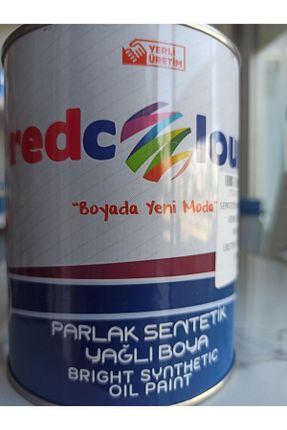 YERLİ
ÜRETİM
redcolou
"Boyada Yeni Moda"
PARLAK SENTETİK
YAĞLI BOYA
BRIGHT SYNTHETIC
OIL PAINT